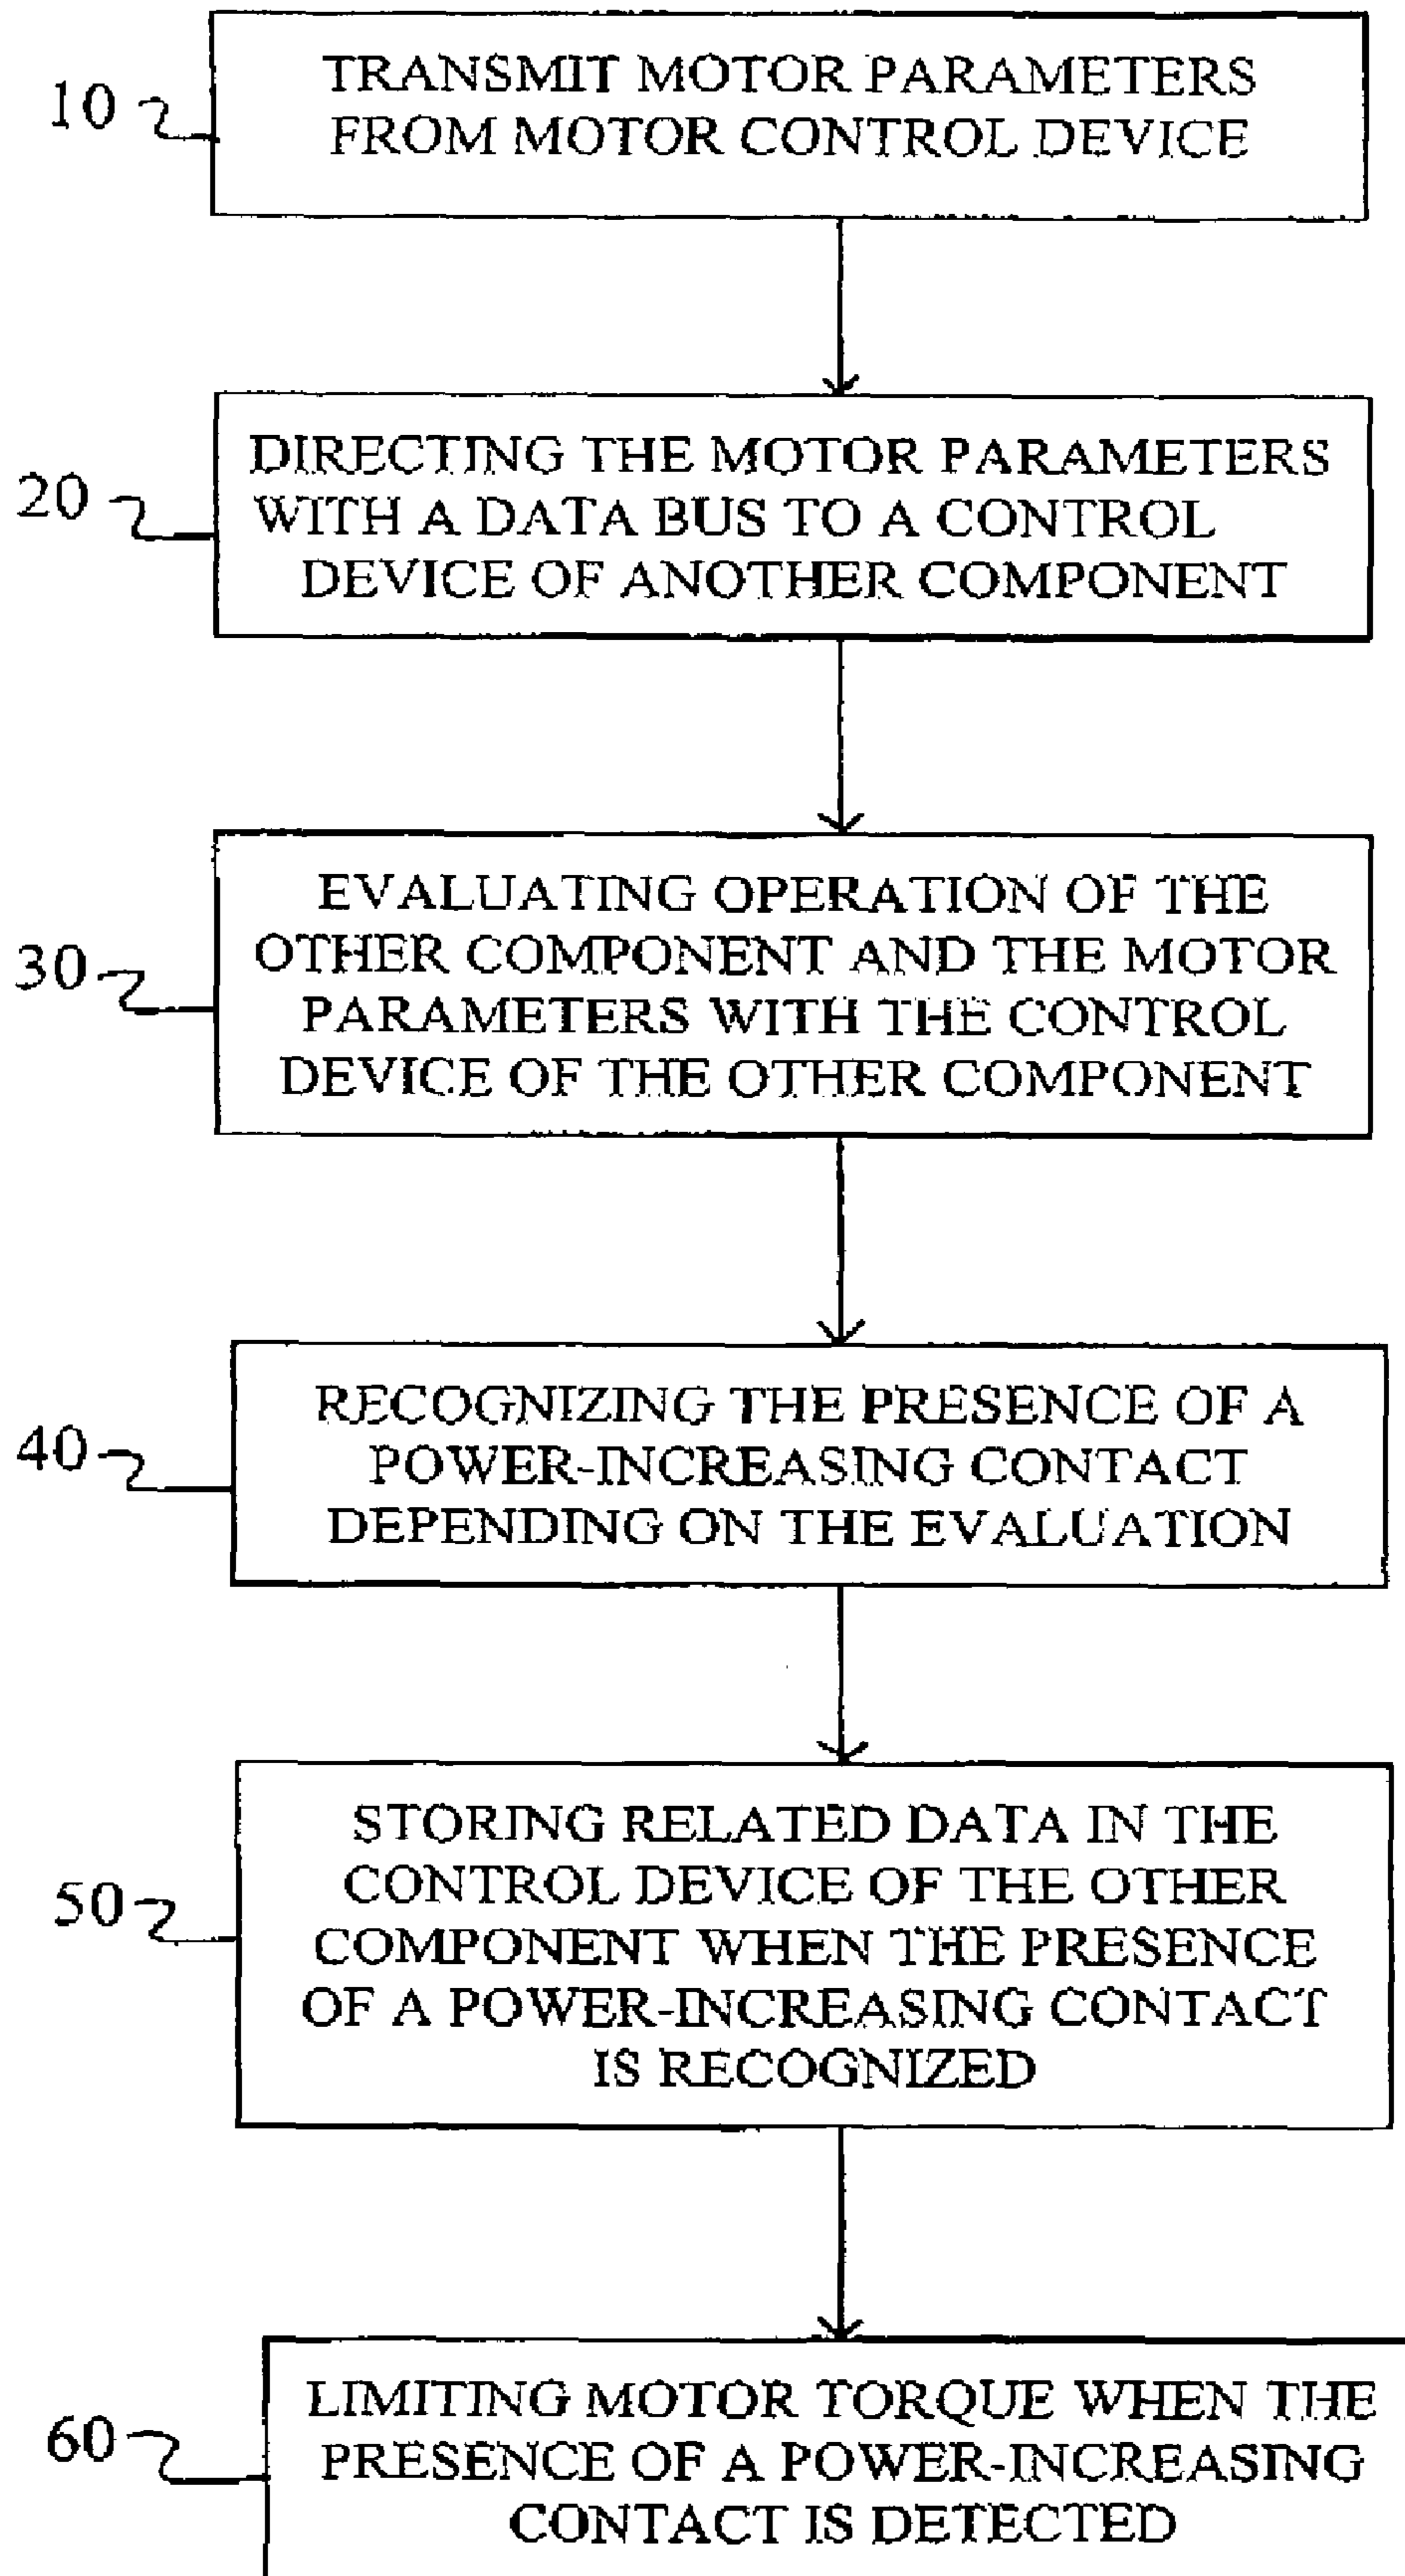 10
TRANSMIT MOTOR PARAMETERS
FROM MOTOR CONTROL DEVICE
20
DIRECTING THE MOTOR PARAMETERS
WITH A DATA BUS TO A CONTROL
DEVICE OF ANOTHER COMPONENT
30
EVALUATING OPERATION OF THE
OTHER COMPONENT AND THE MOTOR
PARAMETERS WITH THE CONTROL
DEVICE OF THE OTHER COMPONENT
40
RECOGNIZING THE PRESENCE OF A
POWER-INCREASING CONTACT
DEPENDING ON THE EVALUATION
50
STORING RELATED DATA IN THE
CONTROL DEVICE OF THE OTHER
COMPONENT WHEN THE PRESENCE
OF A POWER-INCREASING CONTACT
IS RECOGNIZED
60
LIMITING MOTOR TORQUE WHEN THE
PRESENCE OF A POWER-INCREASING
CONTACT IS DETECTED